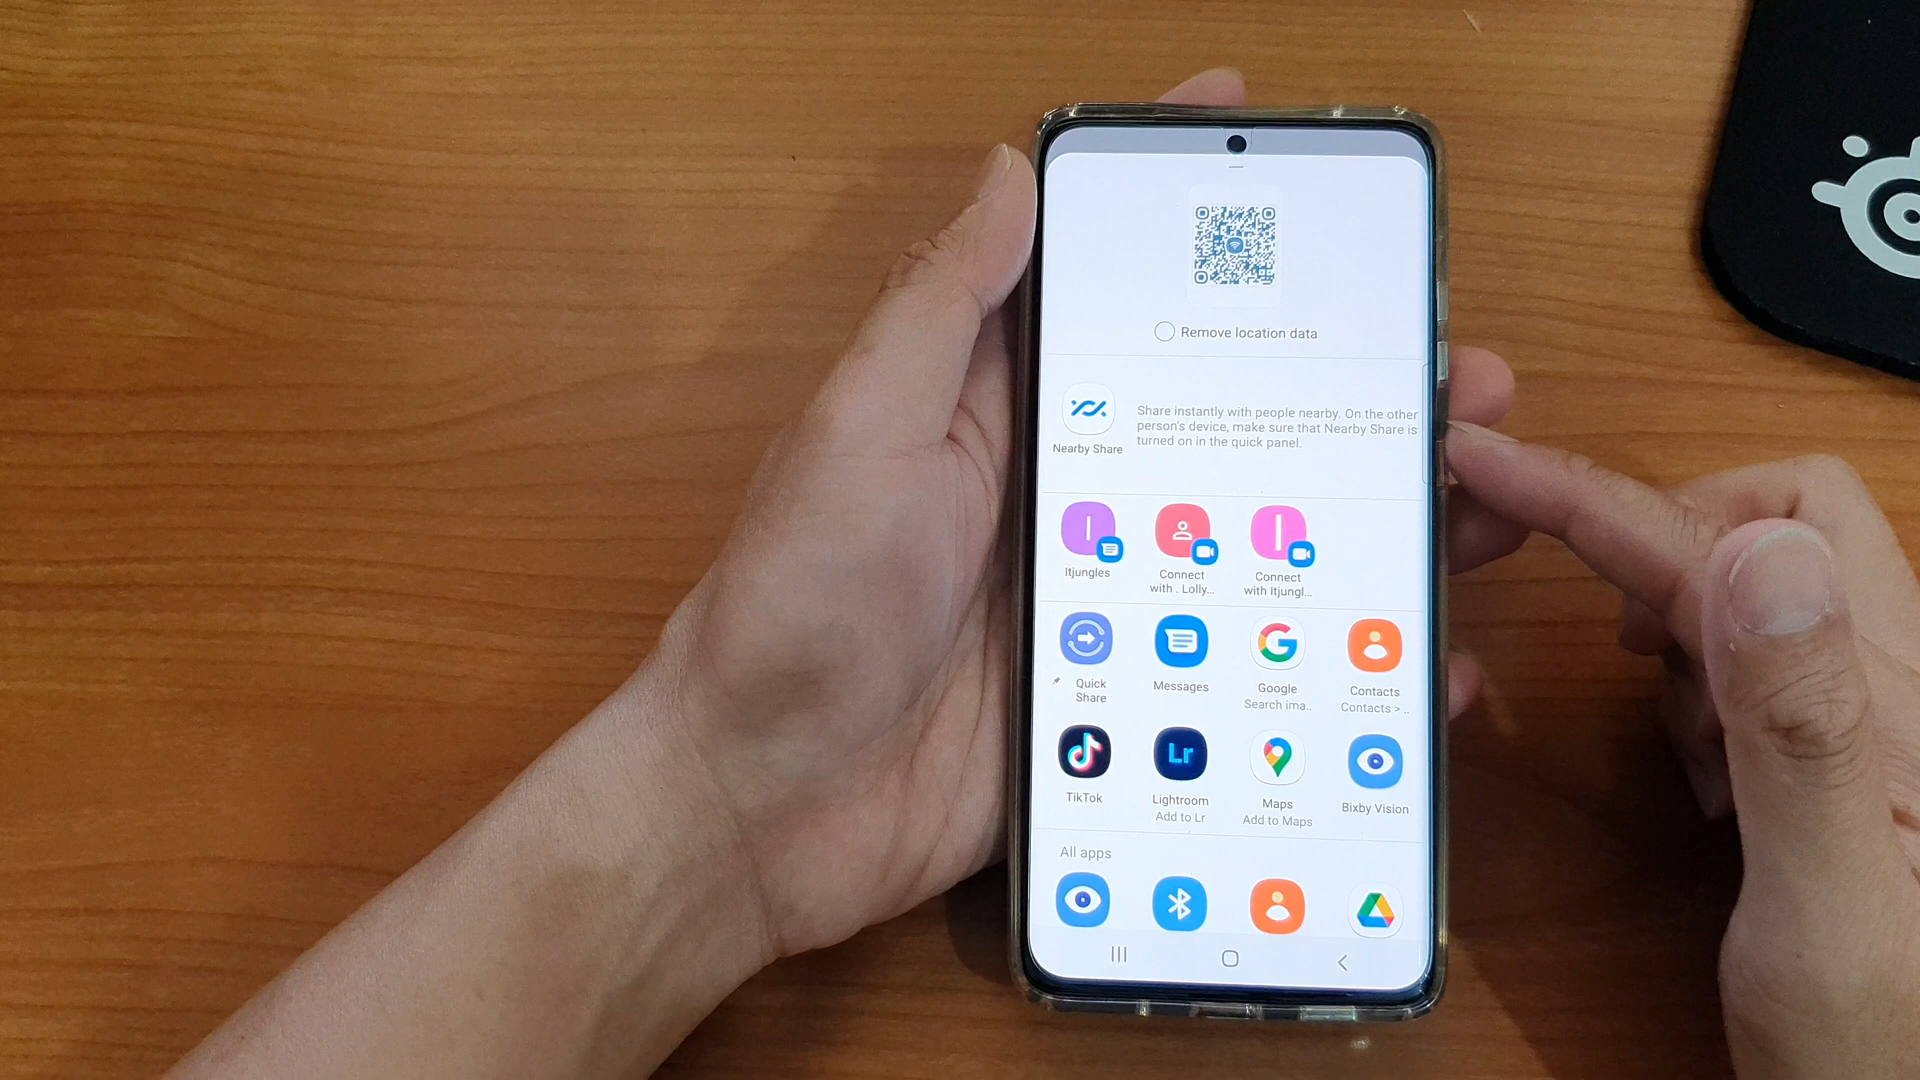 Remove location data
Share instantly with people nearby. On the other
person's device, make sure that Nearby Share is
turned on in the quick panel.
Nearby Share
Itjungles
Connect
with . Lolly...
Connect
with Itjungl...
Quick
Share
Messages
Google
Search ima..
Contacts
Contacts > ..
TikTok
Lr
Lightroom
Add to Lr
Maps
Add to Maps
Bixby Vision
All apps